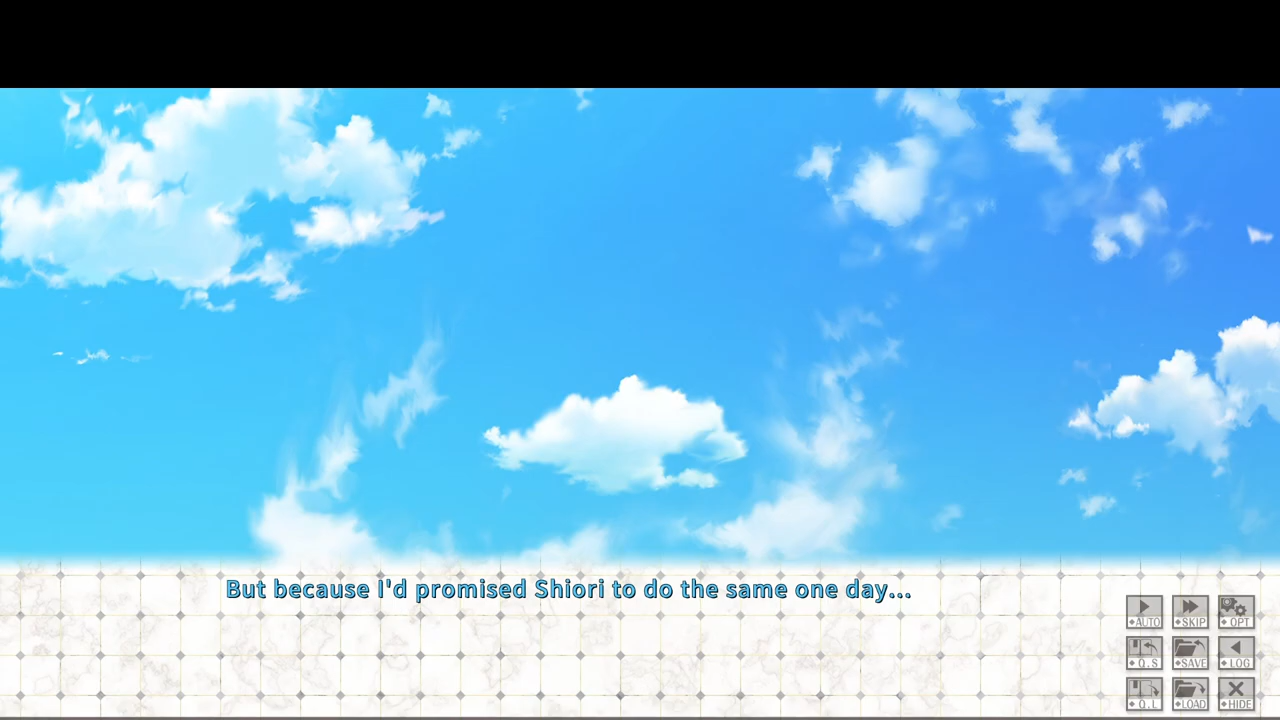 But because I'd promised Shiori to do the same one day...
AUTO
SKIP
OPT
Q.S
SAVE
LOG
Q.L
LOAD
HIDE